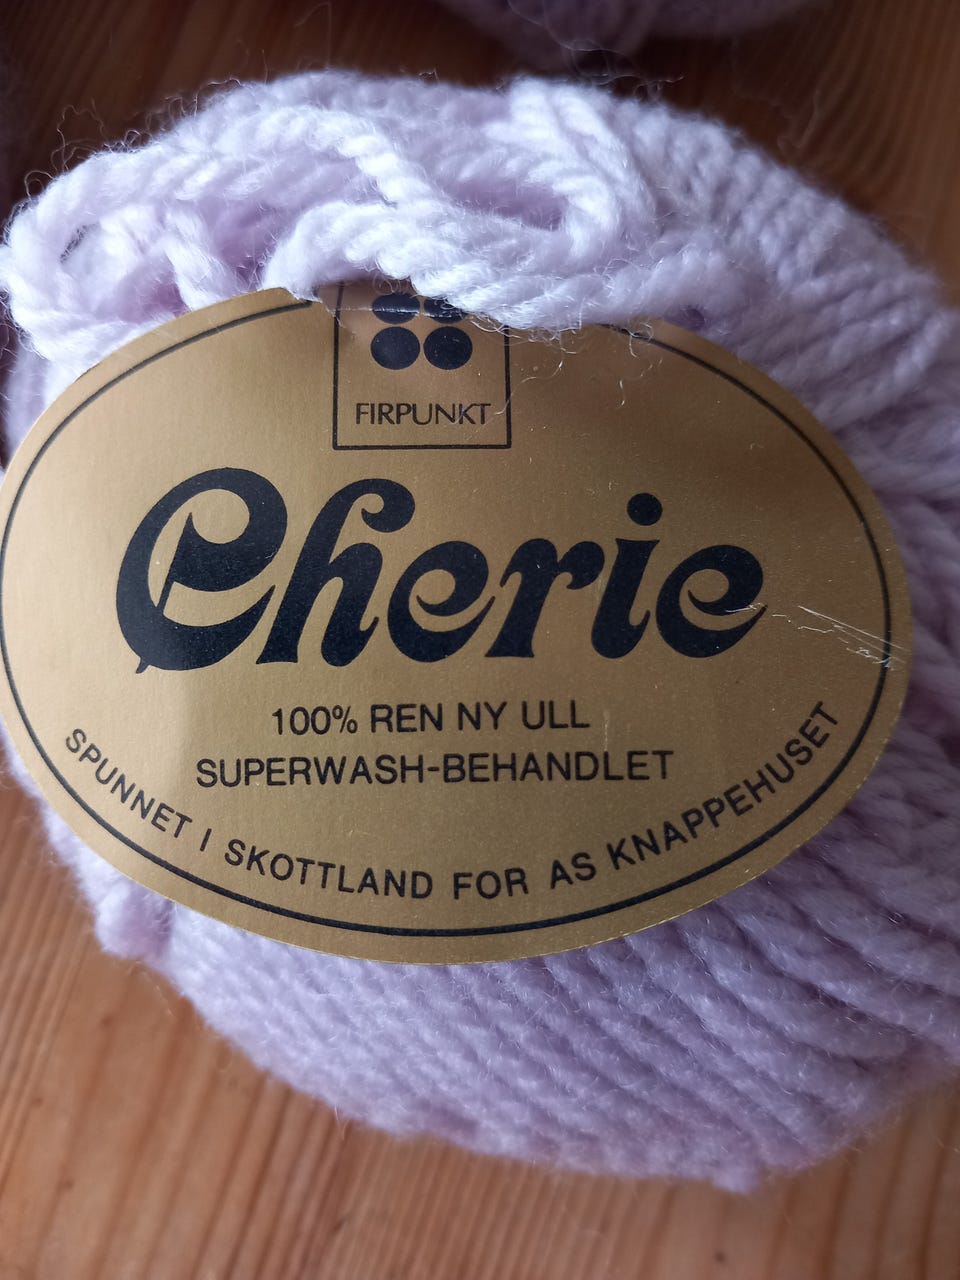 FIRPUNKT
Cherie
100% REN NY ULL
SUPERWASH-BEHANDLET
SPUNNET I SKOTTLAND FOR AS KNAPPEHUSET